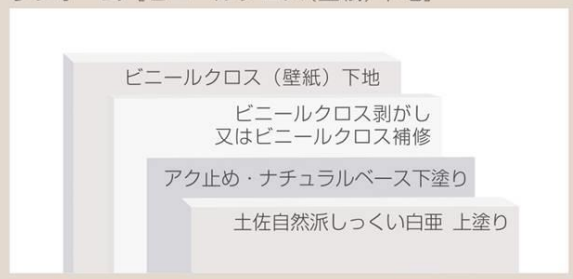 ビニールクロス（壁紙）下地
ビニールクロス剥がし
又はビニールクロス補修
アク止め・ナチュラルベース下塗り
土佐自然派しっくい白亜 上塗り